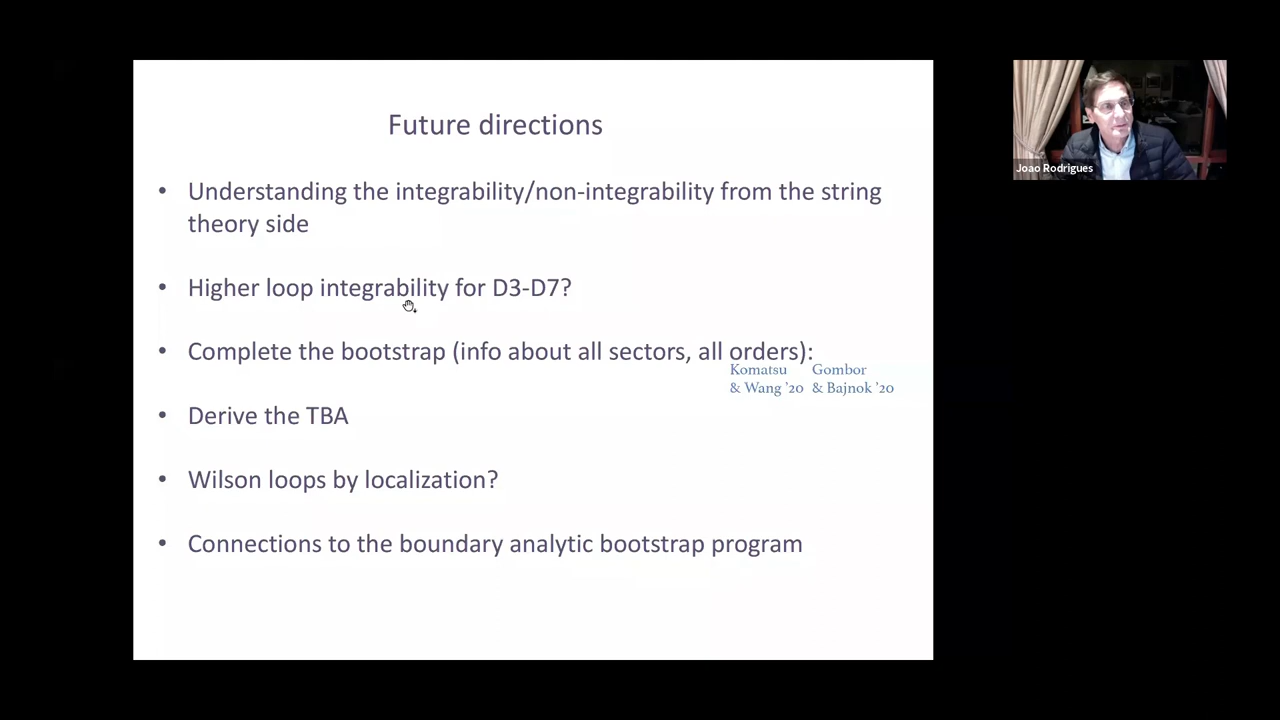 Future directions
• Understanding the integrability/non-integrability from the string
theory side
• Higher loop integrability for D3-D7?
• Complete the bootstrap (info about all sectors, all orders):
Komatsu Gombor
& Wang ’20 & Bajnok ’20
• Derive the TBA
• Wilson loops by localization?
• Connections to the boundary analytic bootstrap program
Joao Rodrigues